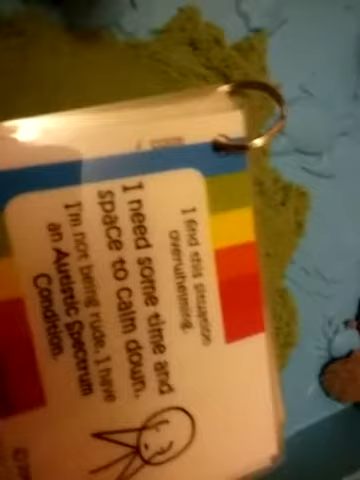 I find this situation
overwhelming.
I need some time and
space to calm down.
I'm not being rude. I have
an Autistic Spectrum
Condition.